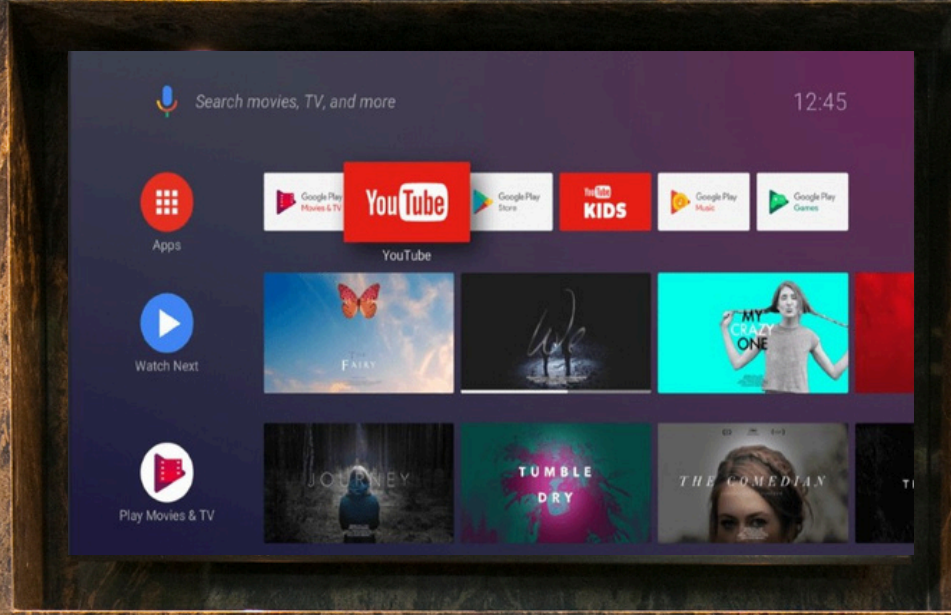 Search movies, TV, and more
12:45
Apps
Google Play
Movies & TV
YouTube
YouTube
Google Play
Store
YouTube
KIDS
Google Play
Music
Google Play
Games
Watch Next
FAIRY
We
MY
CRAZY
ONE
Play Movies & TV
JOURNEY
TUMBLE
DRY
THE COMEDIAN